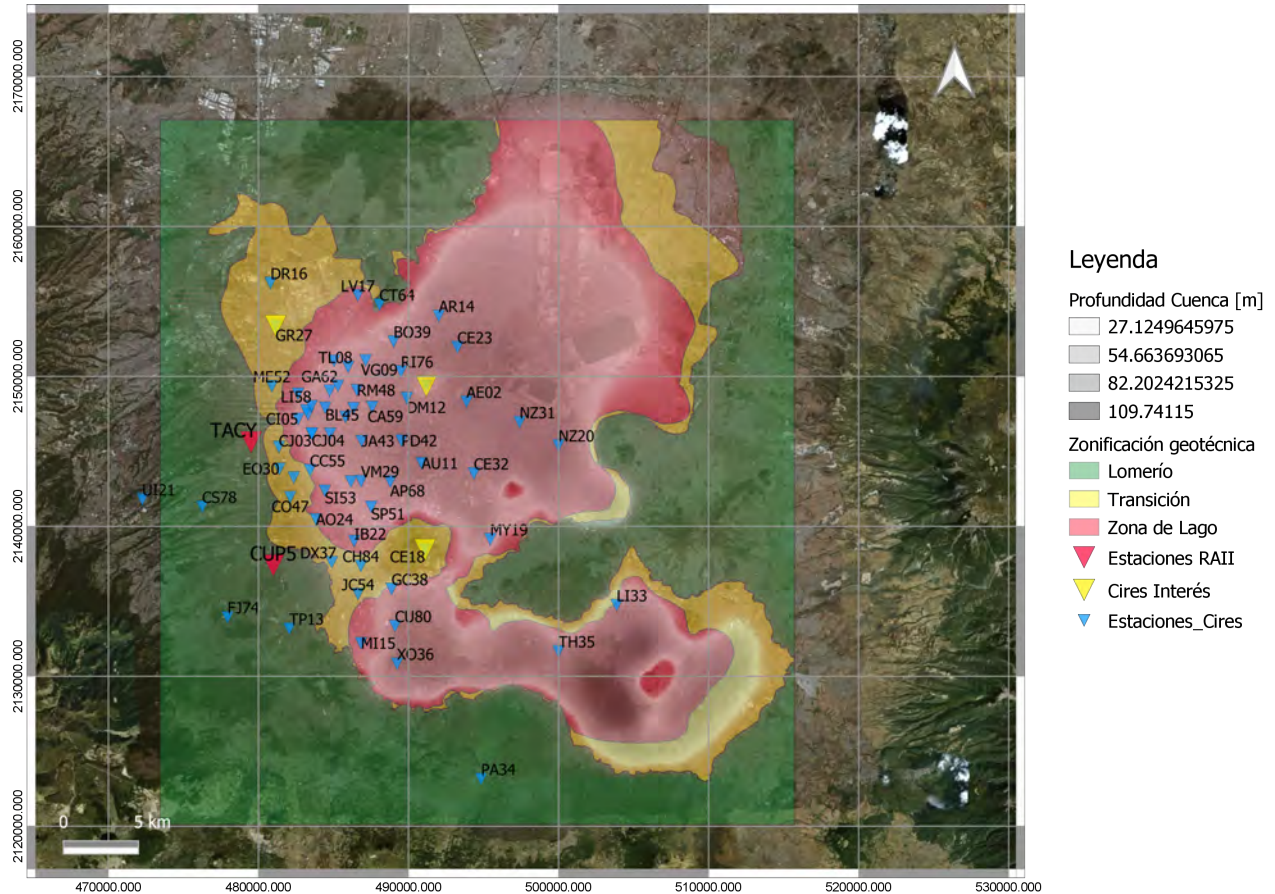 2170000.000
2160000.000
2150000.000
2140000.000
2130000.000
2120000.000
DR16
LV17
CT64
AR14
GR27
BO39
CE23
TL08
VG09
RI76
ME52
GA62
LI58
RM48
DM12
AE02
BL45
CA59
NZ31
CI05
TACY
CJ03
CJ04
JA43
FD42
NZ20
EO30
CC55
VM29
AU11
CE32
UI21
CS78
CO47
SI53
AP68
AO24
SP51
IB22
MY19
CUP5
DX37
CH84
CE18
JC54
GC38
LI33
FJ74
TP13
CU80
MI15
XO36
TH35
PA34
0 5 km
470000.000 480000.000 490000.000 500000.000 510000.000 520000.000 530000.000
Leyenda
Profundidad Cuenca [m]
27.1249645975
54.663693065
82.2024215325
109.74115
Zonificación geotécnica
Lomerío
Transición
Zona de Lago
Estaciones RAII
Cires Interés
Estaciones_Cires